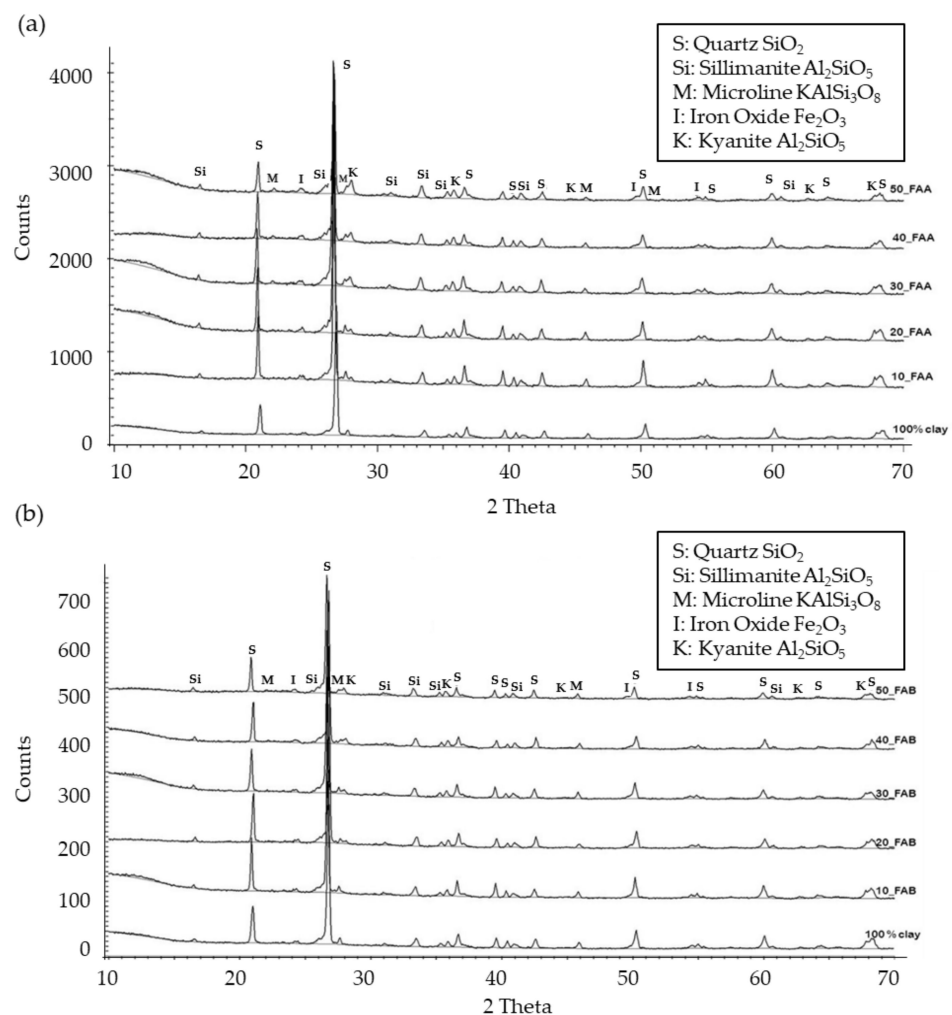 (a)
S: Quartz SiO₂
Si: Sillimanite Al₂SiO₅
M: Microline KAlSi₃O₈
I: Iron Oxide Fe₂O₃
K: Kyanite Al₂SiO₅
4000
3000
2000
1000
0
Counts
Si S M I Si S M K Si Si Si K S S Si S K M I S M I S S Si K S K S
50_FAA
40_FAA
30_FAA
20_FAA
10_FAA
100% clay
10 20 30 40 50 60 70
2 Theta
(b)
S: Quartz SiO₂
Si: Sillimanite Al₂SiO₅
M: Microline KAlSi₃O₈
I: Iron Oxide Fe₂O₃
K: Kyanite Al₂SiO₅
700
600
500
400
300
200
100
0
Counts
Si S M I Si S M K Si Si Si K S S S Si S K M I S I S S Si K S K S
50_FAB
40_FAB
30_FAB
20_FAB
10_FAB
100% clay
10 20 30 40 50 60 70
2 Theta